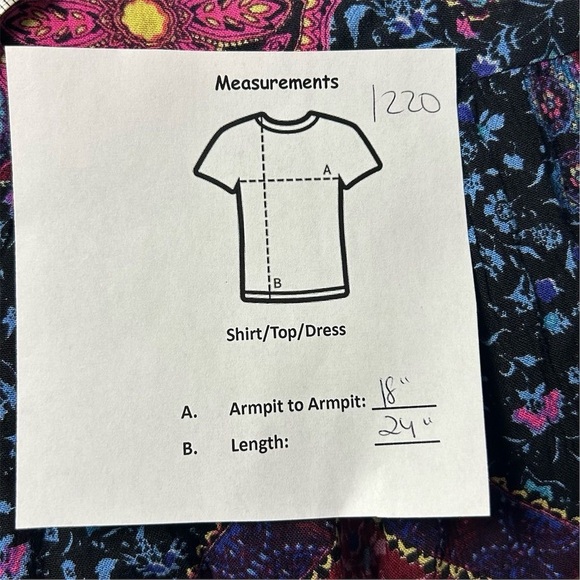 Measurements
1220
A
B
Shirt/Top/Dress
A. Armpit to Armpit: 18"
B. Length: 24"